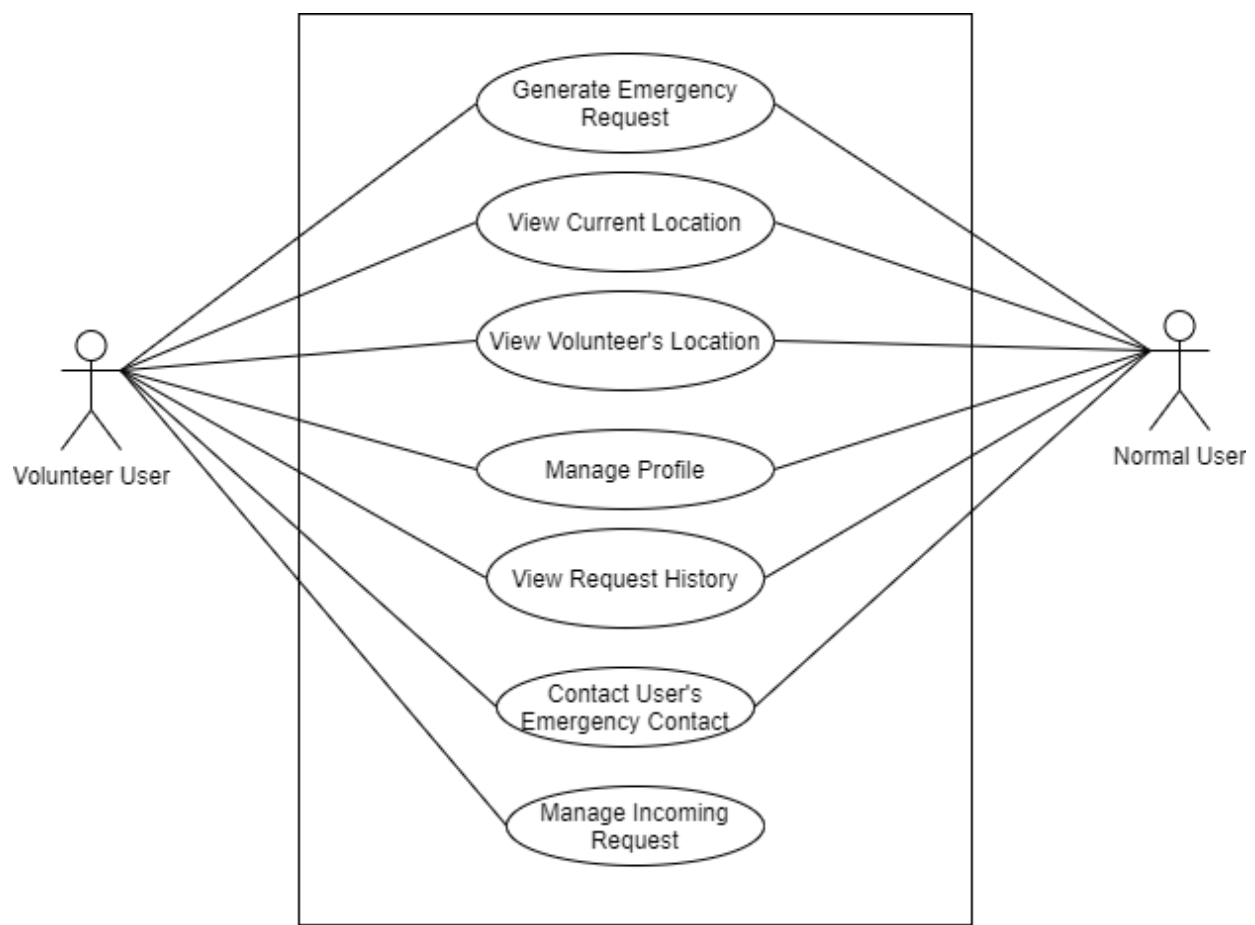 Generate Emergency
Request
View Current Location
View Volunteer's Location
Volunteer User
Normal User
Manage Profile
View Request History
Contact User's
Emergency Contact
Manage Incoming
Request